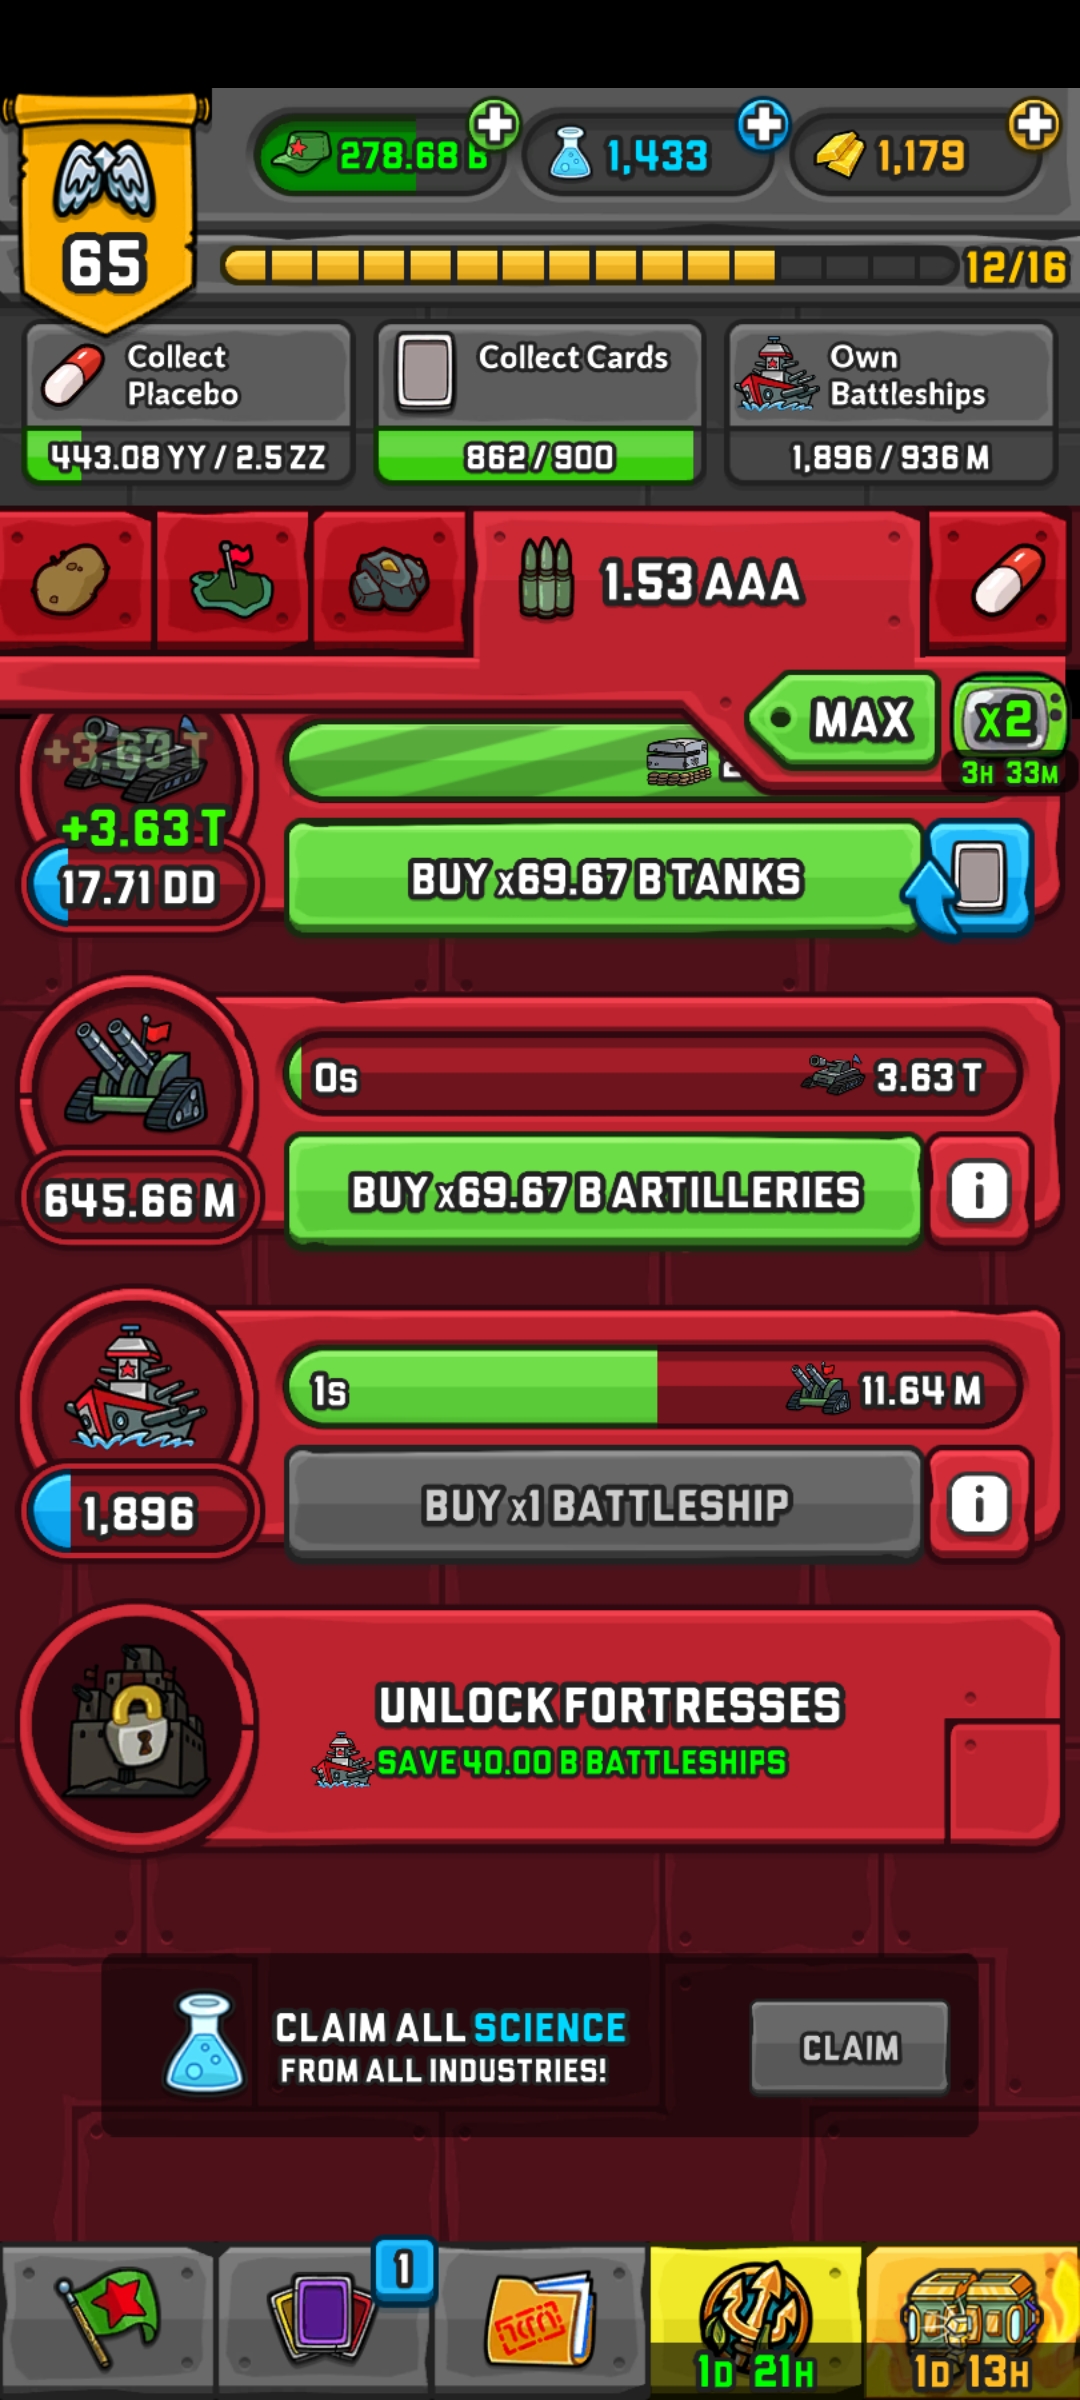 278.68 B
1,433
1,179
65
12/16
Collect
Placebo
443.08 YY / 2.5 ZZ
Collect Cards
862/900
Own
Battleships
1,896 / 936 M
1.53 AAA
MAX
x2
3H 33M
+3.63 T
+3.63 T
17.71 DD
BUY x69.67 B TANKS
0s
3.63 T
645.66 M
BUY x69.67 B ARTILLERIES
i
1s
11.64 M
1,896
BUY x1 BATTLESHIP
i
UNLOCK FORTRESSES
SAVE 40.00 B BATTLESHIPS
CLAIM ALL SCIENCE
FROM ALL INDUSTRIES!
CLAIM
1
1D 21H
1D 13H